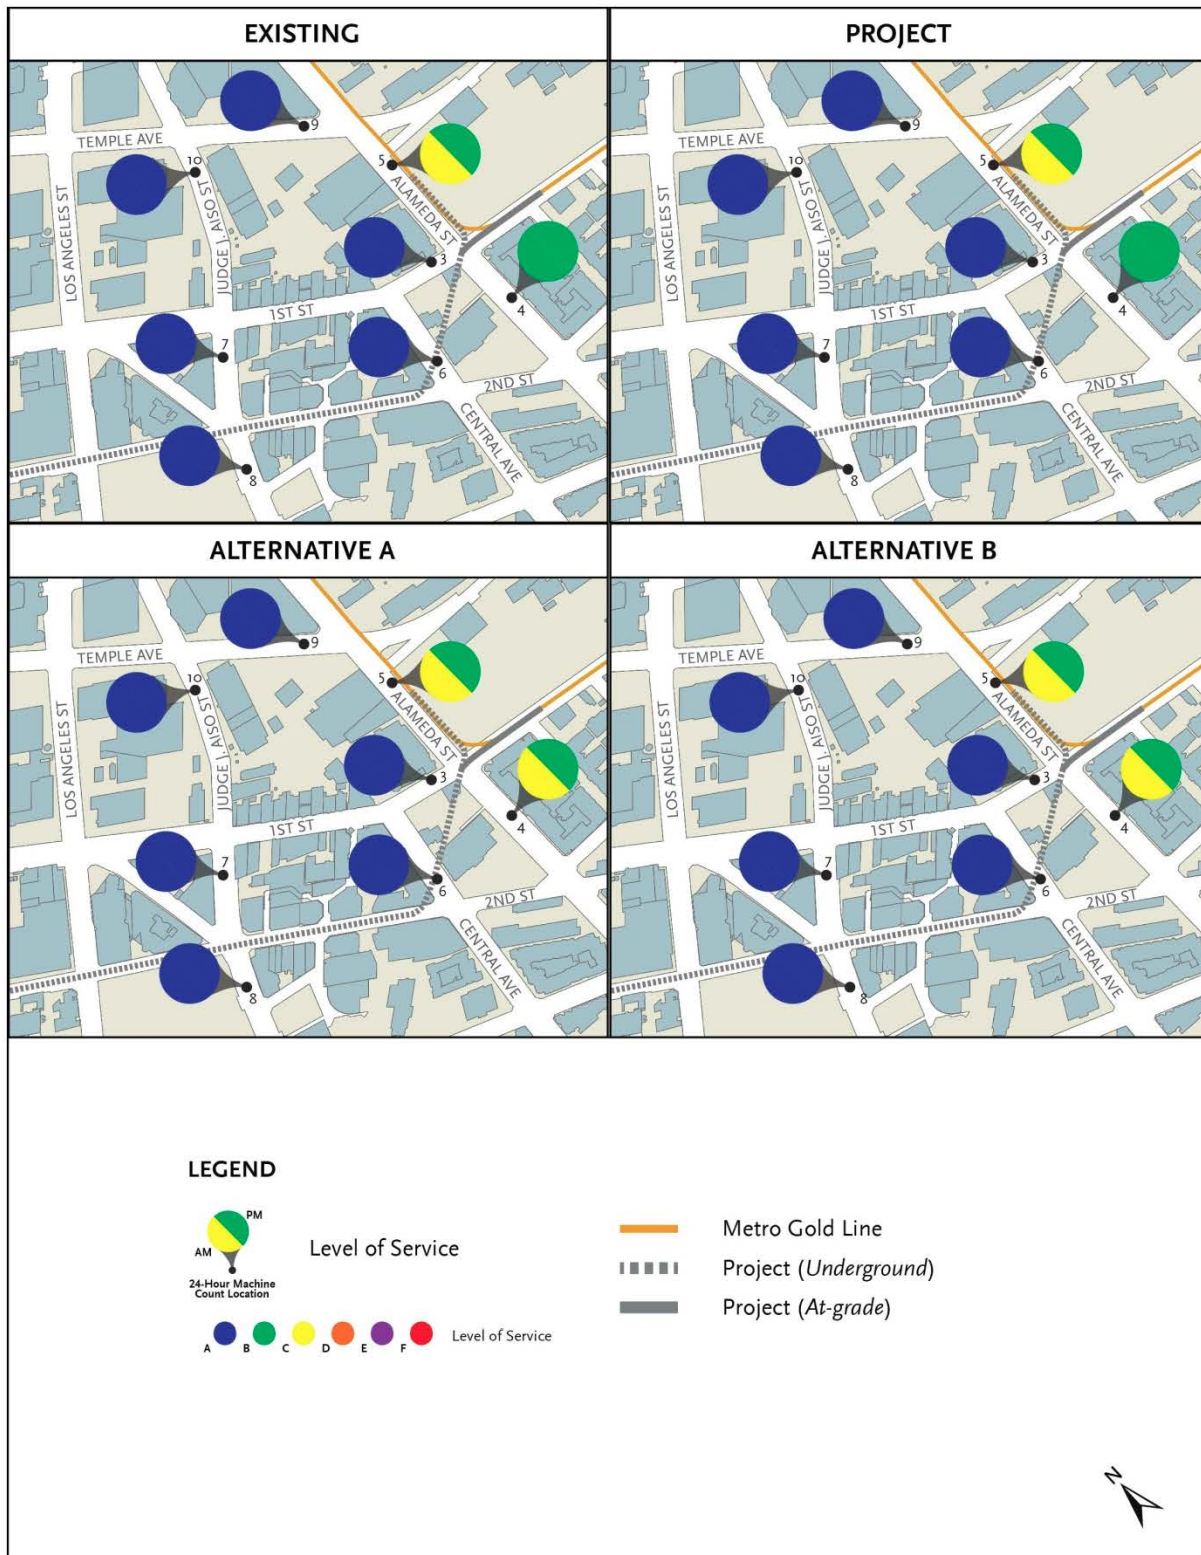 EXISTING
PROJECT
TEMPLE AVE
LOS ANGELES ST
JUDGE J. AISO ST
ALAMEDA ST
1ST ST
2ND ST
CENTRAL AVE
9
10
5
3
4
7
6
8
TEMPLE AVE
LOS ANGELES ST
JUDGE J. AISO ST
ALAMEDA ST
1ST ST
2ND ST
CENTRAL AVE
9
10
5
3
4
7
6
8
ALTERNATIVE A
ALTERNATIVE B
TEMPLE AVE
LOS ANGELES ST
JUDGE J. AISO ST
ALAMEDA ST
1ST ST
2ND ST
CENTRAL AVE
9
10
5
3
4
7
6
8
TEMPLE AVE
LOS ANGELES ST
JUDGE J. AISO ST
ALAMEDA ST
1ST ST
2ND ST
CENTRAL AVE
9
10
5
3
4
7
6
8
LEGEND
PM
AM
24-Hour Machine
Count Location
Level of Service
A B C D E F Level of Service
Metro Gold Line
Project (Underground)
Project (At-grade)
N